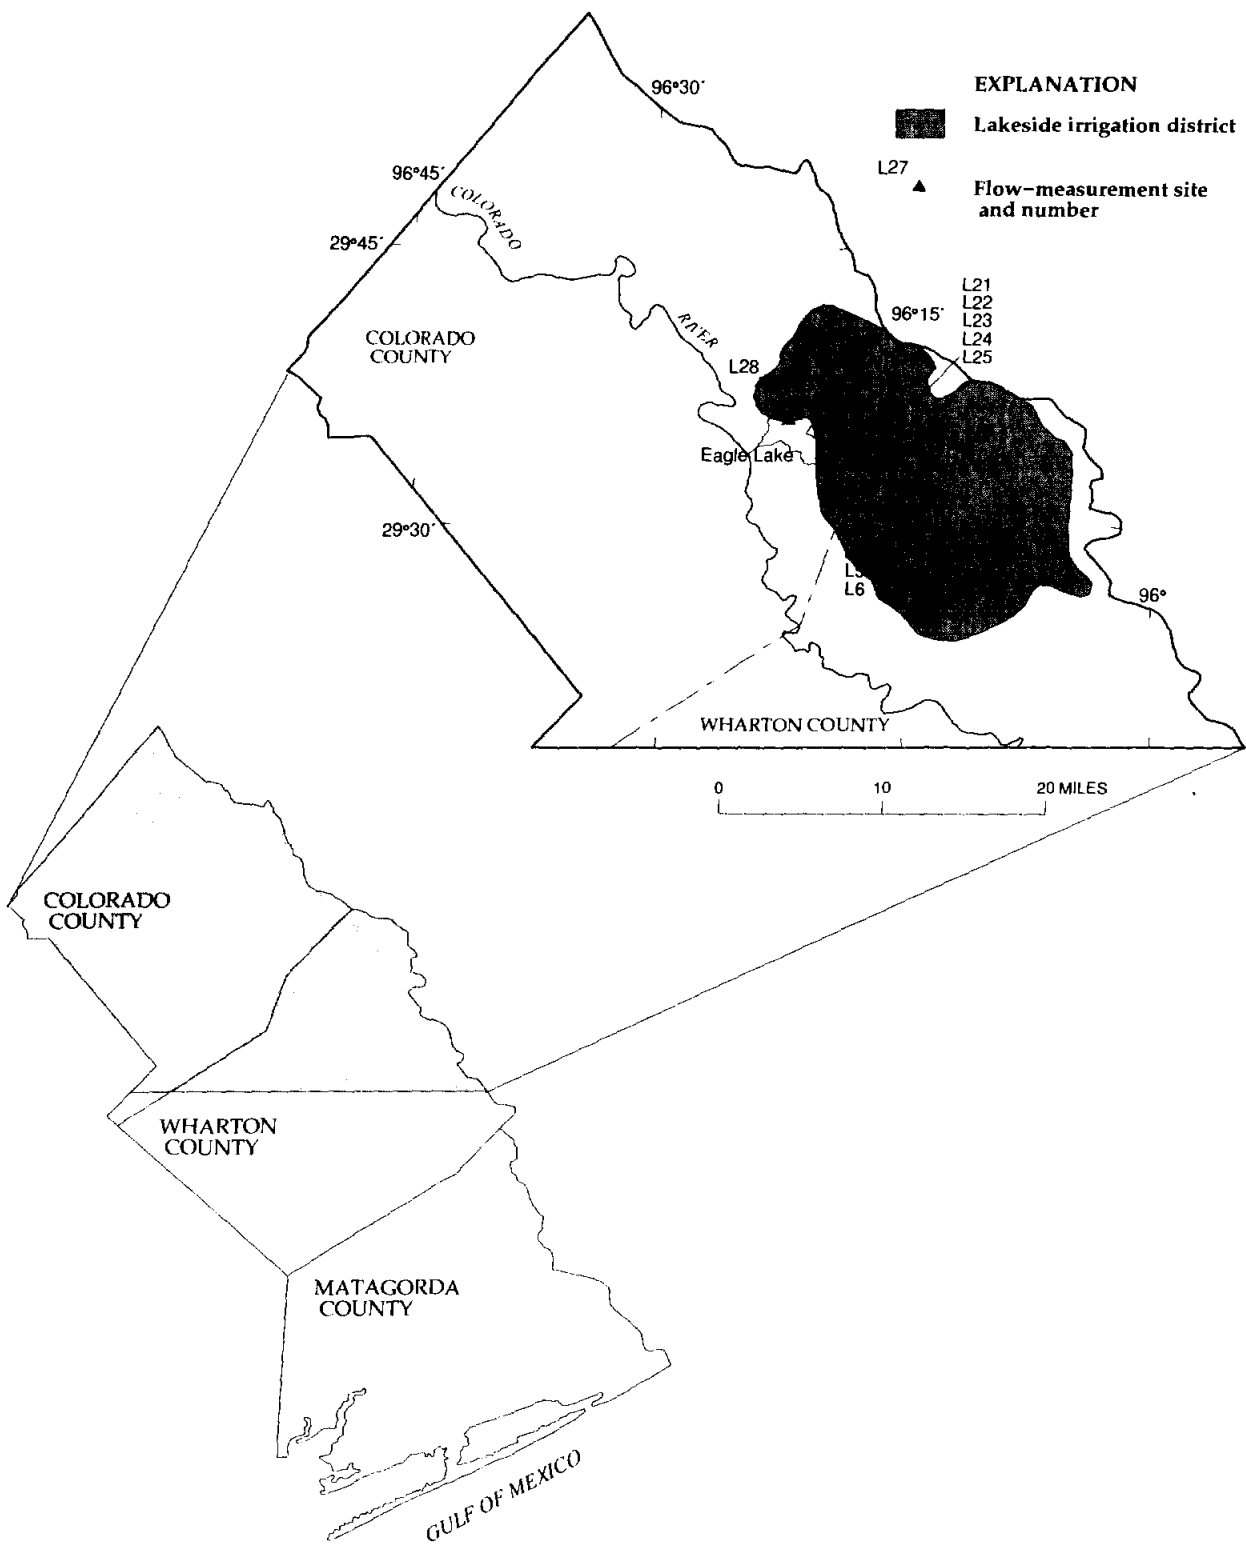 EXPLANATION
Lakeside irrigation district
L27
Flow-measurement site
and number
96°30'
96°45'
COLORADO
29°45'
RIVER
COLORADO
COUNTY
96°15'
L21
L22
L23
L24
L25
L28
Eagle Lake
29°30'
L6
96°
WHARTON COUNTY
0 10 20 MILES
COLORADO
COUNTY
WHARTON
COUNTY
MATAGORDA
COUNTY
GULF OF MEXICO